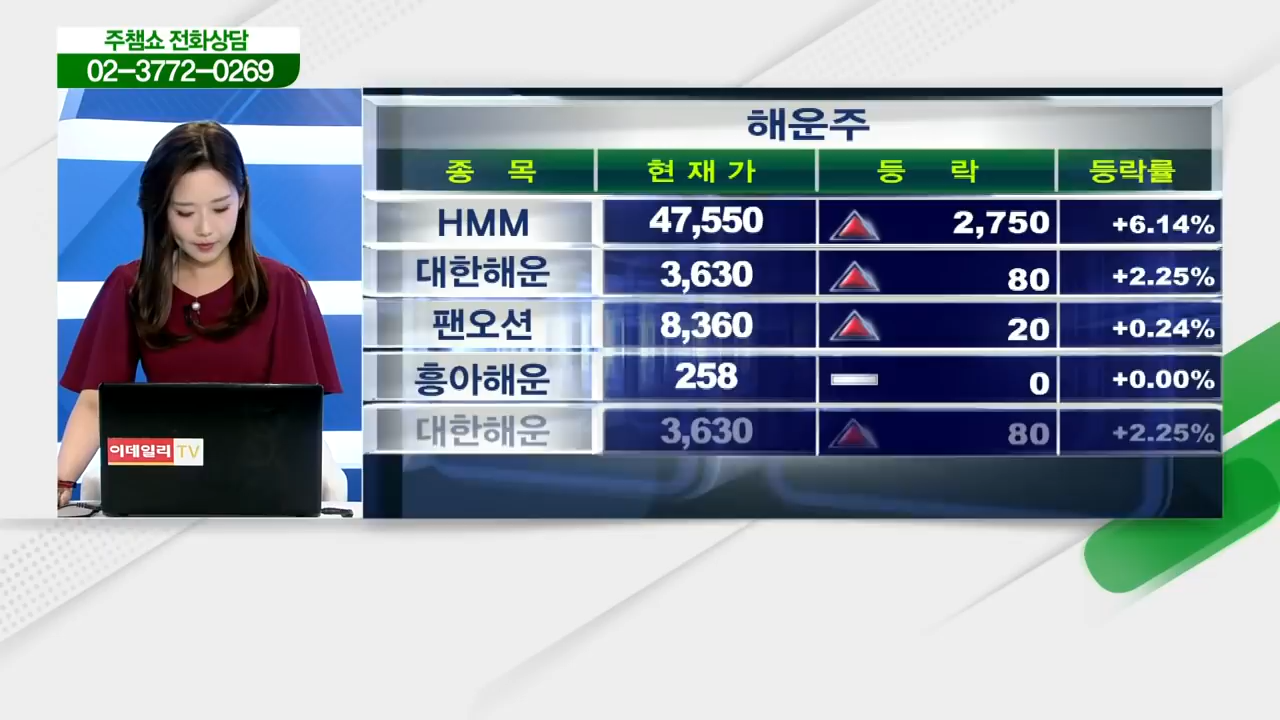 주챔쇼 전화상담
02-3772-0269
해운주
종 목 현 재 가 등 락 등락률
HMM 47,550 2,750 +6.14%
대한해운 3,630 80 +2.25%
팬오션 8,360 20 +0.24%
흥아해운 258 0 +0.00%
대한해운 3,630 80 +2.25%
이데일리 TV